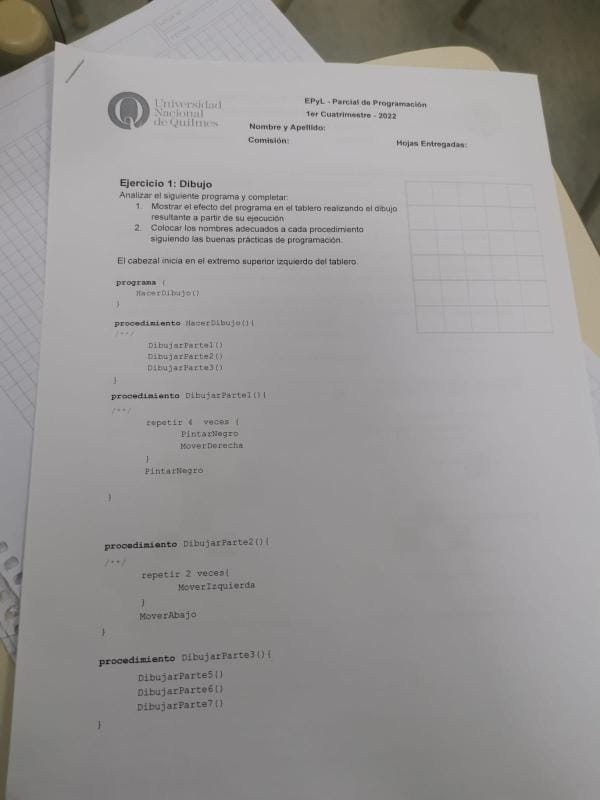 Universidad
Nacional
de Quilmes
EPyL - Parcial de Programación
1er Cuatrimestre - 2022
Nombre y Apellido:
Comisión:
Hojas Entregadas:
Ejercicio 1: Dibujo
Analizar el siguiente programa y completar:
1. Mostrar el efecto del programa en el tablero realizando el dibujo
resultante a partir de su ejecución
2. Colocar los nombres adecuados a cada procedimiento
siguiendo las buenas prácticas de programación.
El cabezal inicia en el extremo superior izquierdo del tablero.
programa {
HacerDibujo()
}
procedimiento HacerDibujo(){
/**/
DibujarParte1()
DibujarParte2()
DibujarParte3()
}
procedimiento DibujarParte1(){
/**/
repetir 4 veces {
PintarNegro
MoverDerecha
}
PintarNegro
}
procedimiento DibujarParte2(){
/**/
repetir 2 veces{
MoverIzquierda
}
MoverAbajo
}
procedimiento DibujarParte3(){
DibujarParte5()
DibujarParte6()
DibujarParte7()
}